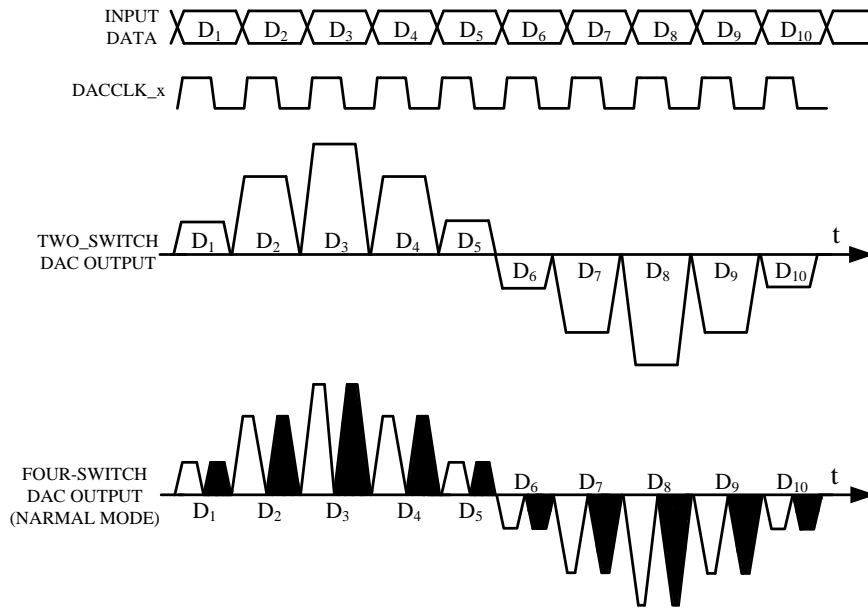 INPUT
DATA
D1 D2 D3 D4 D5 D6 D7 D8 D9 D10
DACCLK_x
TWO_SWITCH
DAC OUTPUT
D1 D2 D3 D4 D5 D6 D7 D8 D9 D10
t
FOUR-SWITCH
DAC OUTPUT
(NARMAL MODE)
D1 D2 D3 D4 D5 D6 D7 D8 D9 D10
t